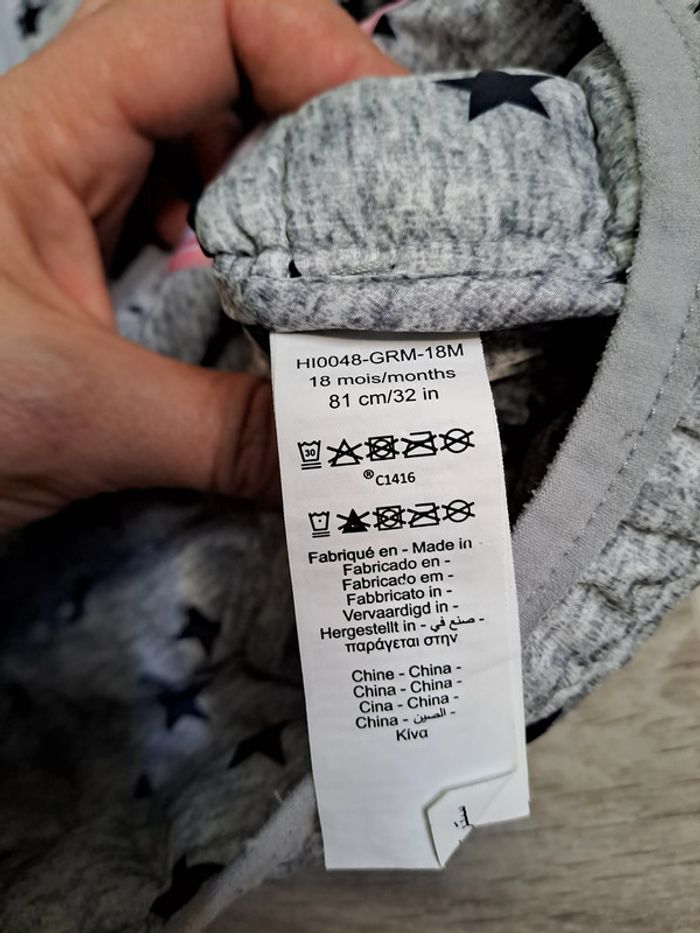 HI0048-GRM-18M
18 mois/months
81 cm/32 in
30
®C1416
Fabriqué en - Made in
Fabricado en -
Fabricado em -
Fabbricato in -
Vervaardigd in -
Hergestellt in - صنع في -
παράγεται στην
Chine - China -
China - China -
Cina - China -
China - الصين -
Κίνα